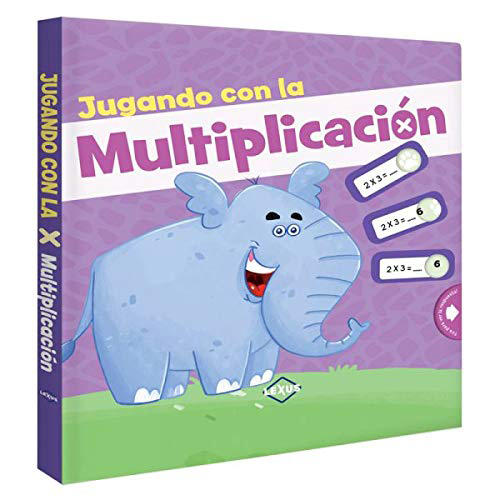 JUGANDO CON LA X Multiplicación
LEXUS
Jugando con la
Multiplicación
2 X 3 = __
2 X 3 = __ 6
2 X 3 = __ 6
LEXUS